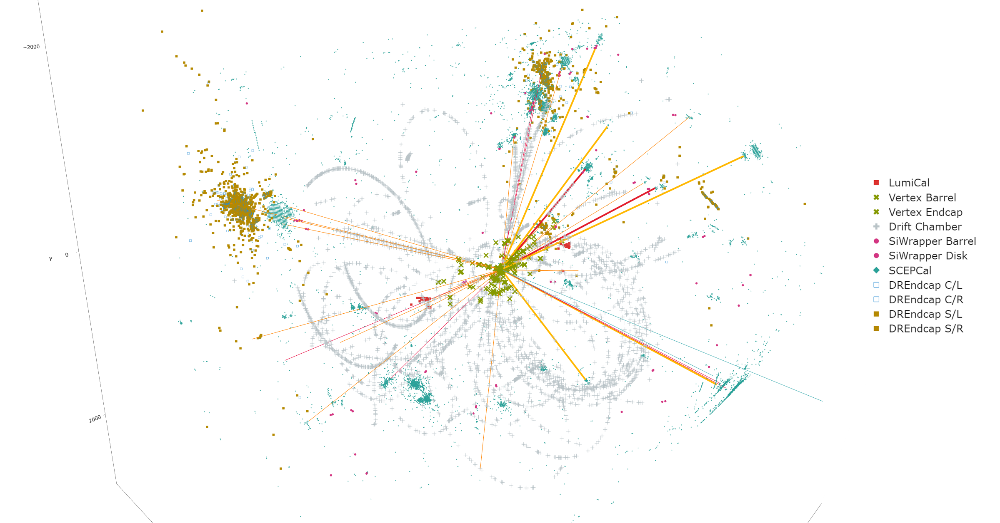 −2000
0
y
2000
LumiCal
Vertex Barrel
Vertex Endcap
Drift Chamber
SiWrapper Barrel
SiWrapper Disk
SCEPCal
DREndcap C/L
DREndcap C/R
DREndcap S/L
DREndcap S/R